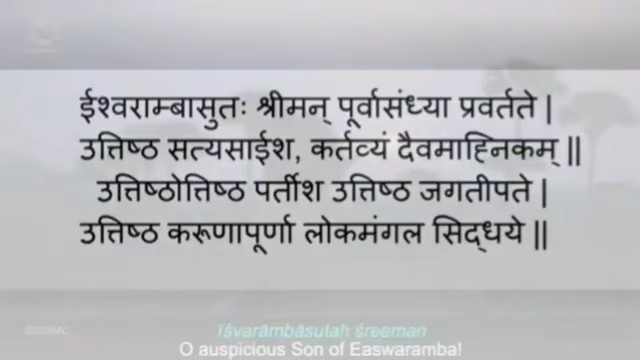 ईश्वराम्बासुतः श्रीमन् पूर्वासंध्या प्रवर्तते |
उत्तिष्ठ सत्यसाईश, कर्तव्यं दैवमाह्निकम् ||
उत्तिष्ठोत्तिष्ठ पर्तीश उत्तिष्ठ जगतीपते |
उत्तिष्ठ करूणापूर्णा लोकमंगल सिद्धये ||
Iśvarāmbāsutah śreeman
O auspicious Son of Easwaramba!